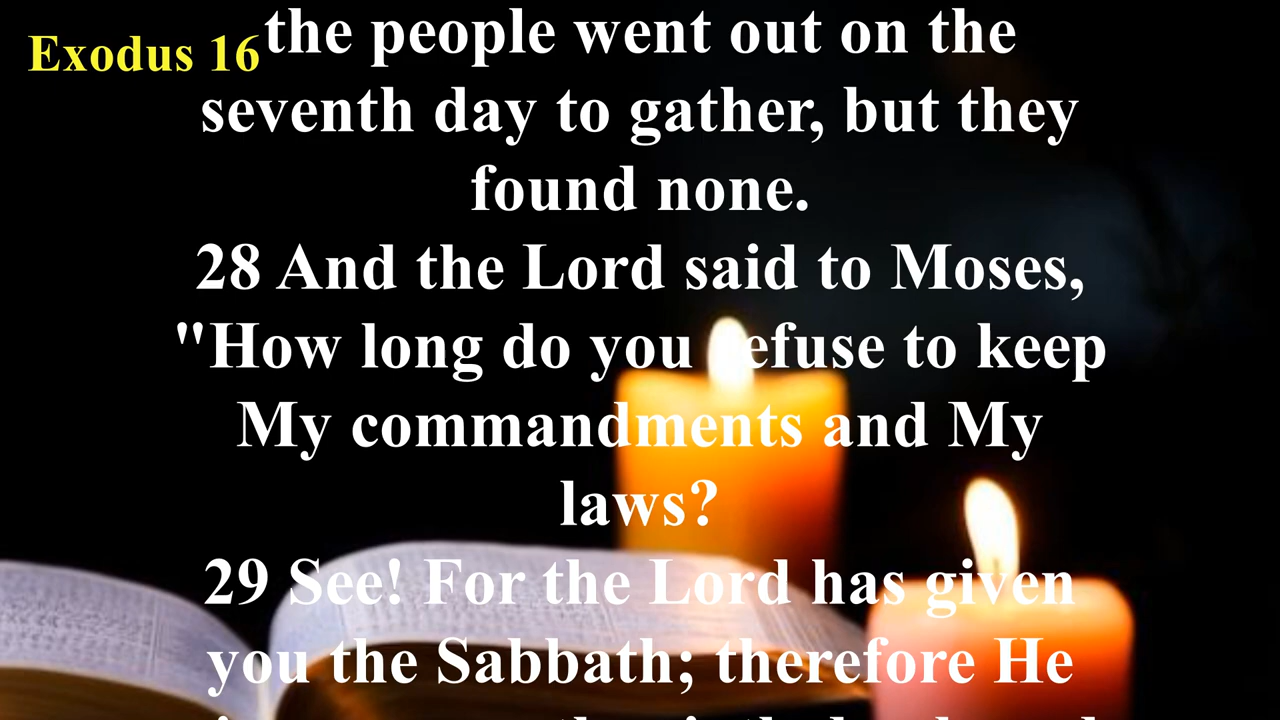 Exodus 16
the people went out on the
seventh day to gather, but they
found none.
28 And the Lord said to Moses,
"How long do you refuse to keep
My commandments and My
laws?
29 See! For the Lord has given
you the Sabbath; therefore He